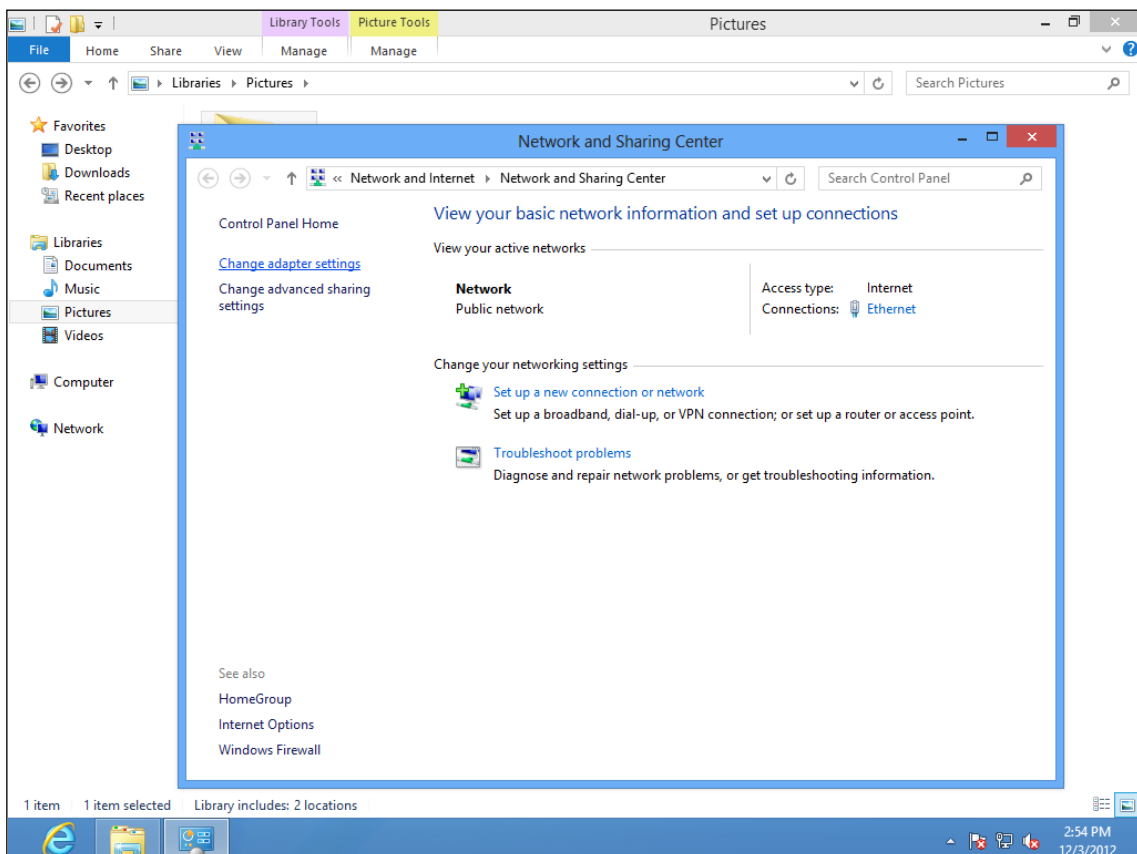 Library Tools Picture Tools Pictures
File Home Share View Manage Manage
Libraries Pictures Search Pictures
Favorites
Desktop
Downloads
Recent places
Libraries
Documents
Music
Pictures
Videos
Computer
Network
Network and Sharing Center
« Network and Internet Network and Sharing Center Search Control Panel
Control Panel Home
Change adapter settings
Change advanced sharing
settings
View your basic network information and set up connections
View your active networks
Network Access type: Internet
Public network Connections: Ethernet
Change your networking settings
Set up a new connection or network
Set up a broadband, dial-up, or VPN connection; or set up a router or access point.
Troubleshoot problems
Diagnose and repair network problems, or get troubleshooting information.
See also
HomeGroup
Internet Options
Windows Firewall
1 item 1 item selected Library includes: 2 locations
2:54 PM
12/3/2012